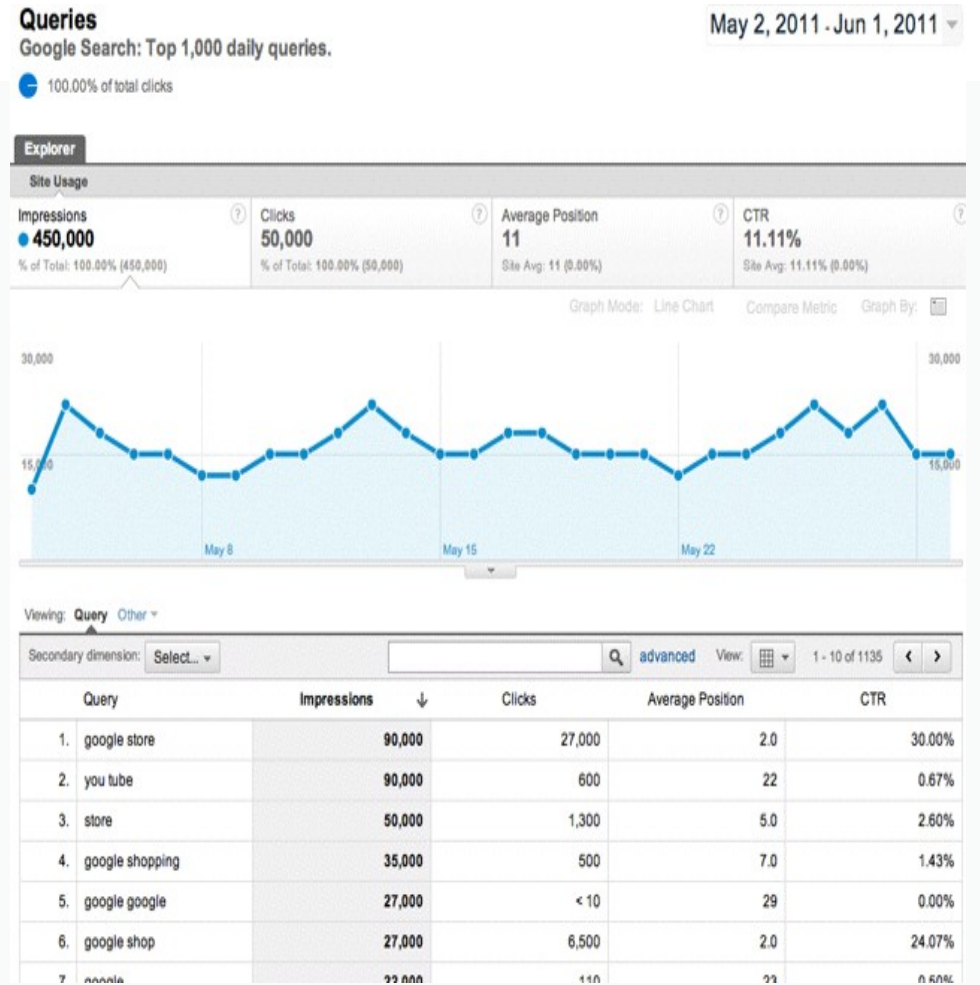 Queries
May 2, 2011 - Jun 1, 2011
Google Search: Top 1,000 daily queries.
100.00% of total clicks
Explorer
Site Usage
Impressions ? Clicks ? Average Position ? CTR ?
450,000 50,000 11 11.11%
% of Total: 100.00% (450,000) % of Total: 100.00% (50,000) Site Avg: 11 (0.00%) Site Avg: 11.11% (0.00%)
Graph Mode: Line Chart Compare Metric Graph By:
30,000 30,000
15,000 15,000
May 8 May 15 May 22
Viewing: Query Other
Secondary dimension: Select... advanced View: 1 - 10 of 1135
Query Impressions Clicks Average Position CTR
1. google store 90,000 27,000 2.0 30.00%
2. you tube 90,000 600 22 0.67%
3. store 50,000 1,300 5.0 2.60%
4. google shopping 35,000 500 7.0 1.43%
5. google google 27,000 < 10 29 0.00%
6. google shop 27,000 6,500 2.0 24.07%
7. google 22,000 110 23 0.50%